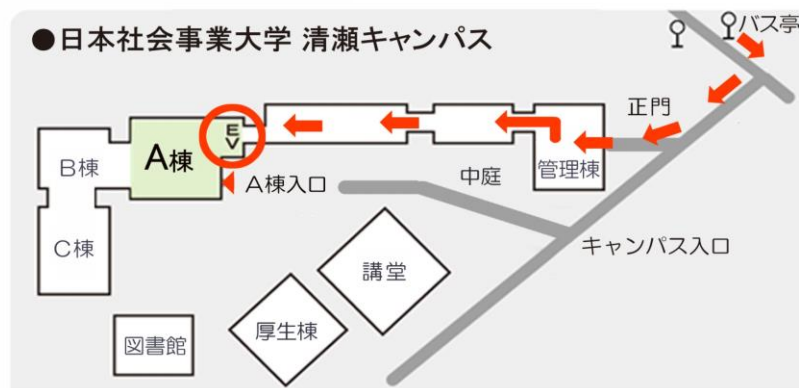 ●日本社会事業大学 清瀬キャンパス
バス亭
正門
EV
A棟
B棟
A棟入口
中庭
管理棟
C棟
キャンパス入口
講堂
厚生棟
図書館